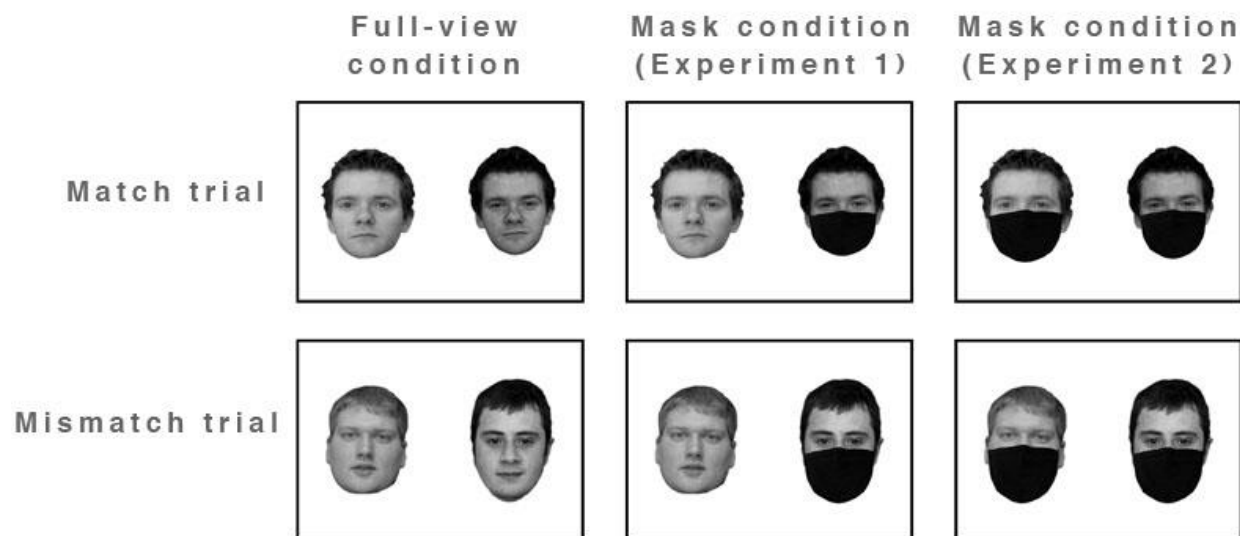 Full-view
condition
Mask condition
(Experiment 1)
Mask condition
(Experiment 2)
Match trial
Mismatch trial